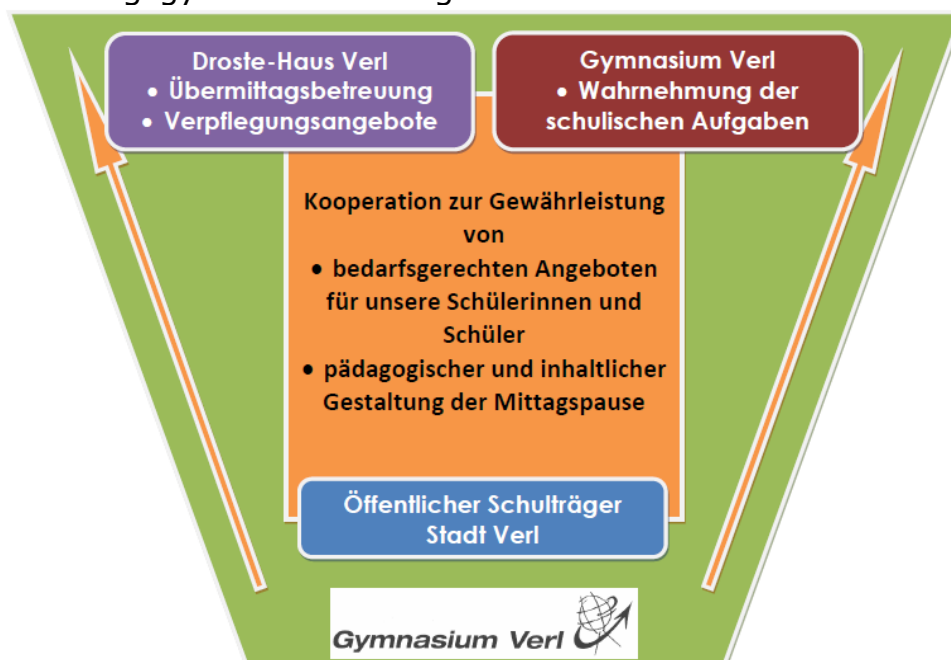 Droste-Haus Verl
• Übermittagsbetreuung
• Verpflegungsangebote
Gymnasium Verl
• Wahrnehmung der
schulischen Aufgaben
Kooperation zur Gewährleistung
von
• bedarfsgerechten Angeboten
für unsere Schülerinnen und
Schüler
• pädagogischer und inhaltlicher
Gestaltung der Mittagspause
Öffentlicher Schulträger
Stadt Verl
Gymnasium Verl